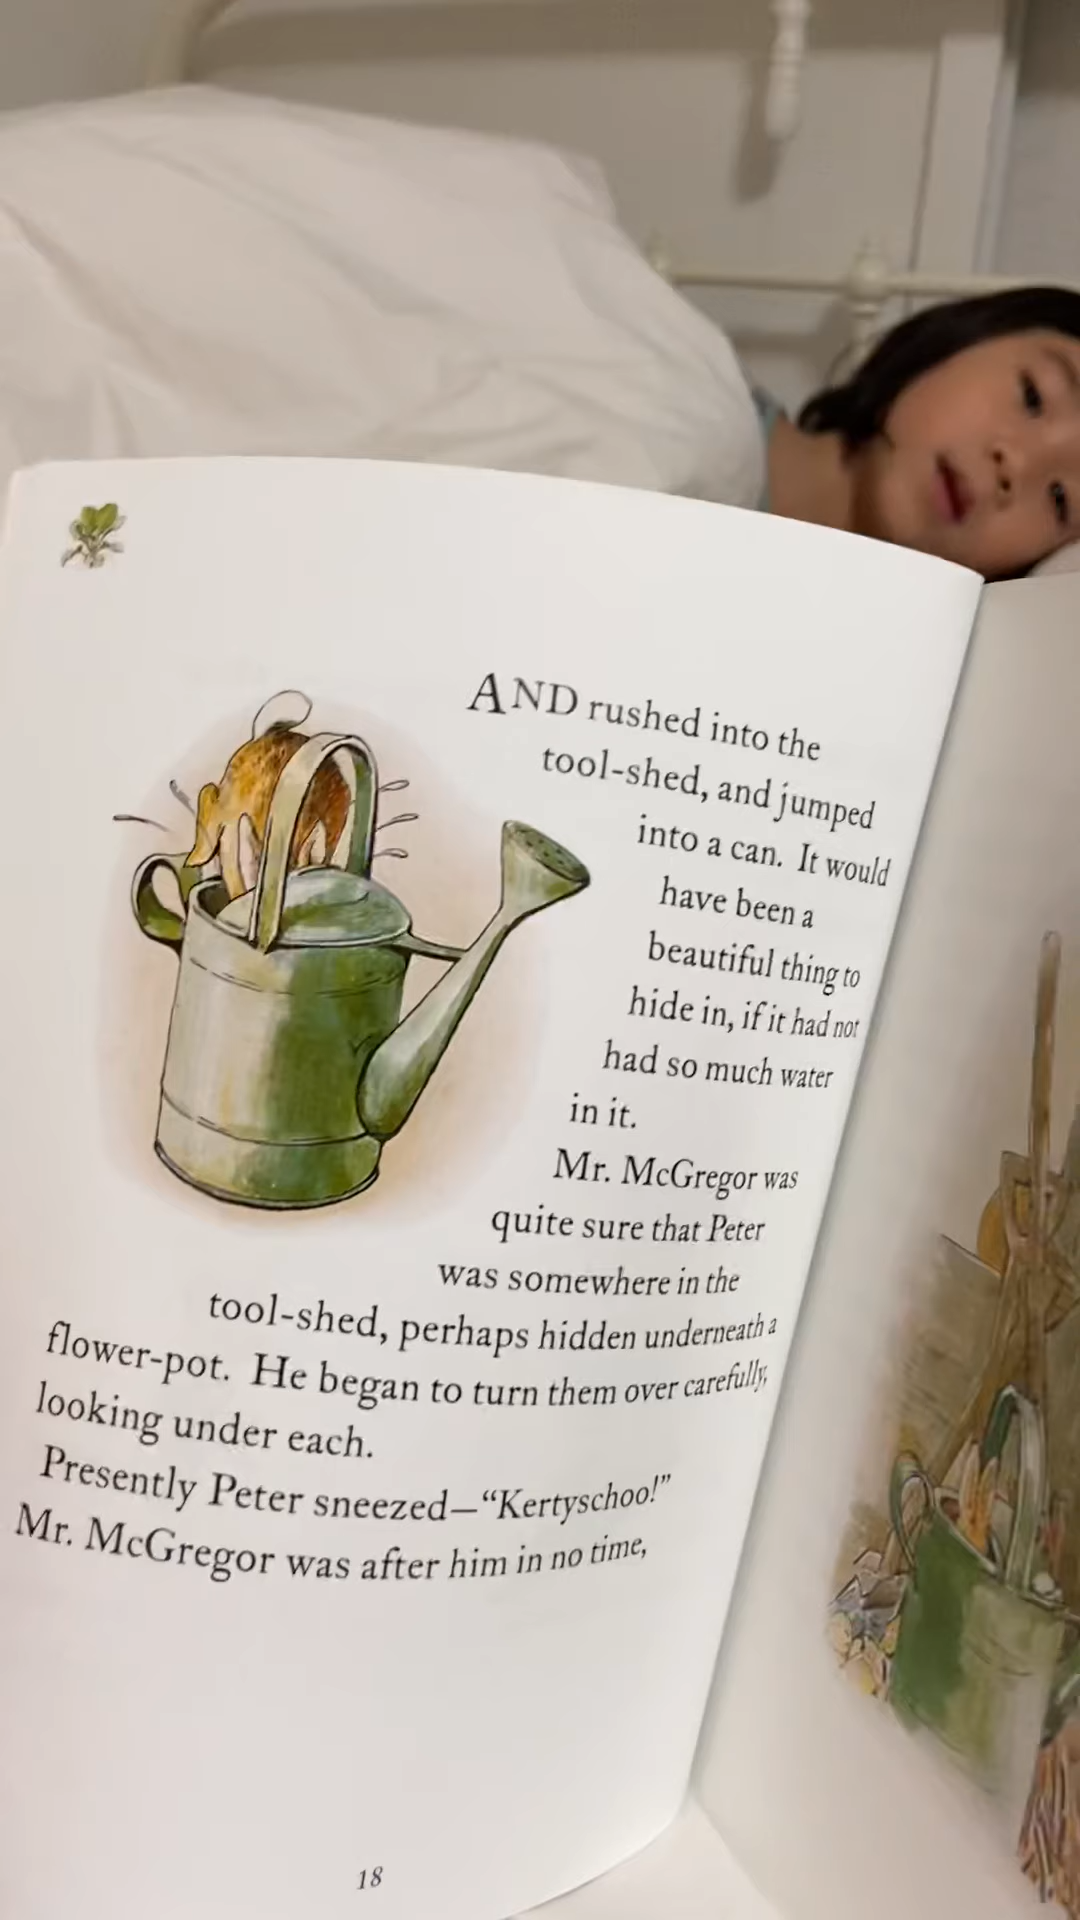 AND rushed into the
tool-shed, and jumped
into a can. It would
have been a
beautiful thing to
hide in, if it had not
had so much water
in it.
Mr. McGregor was
quite sure that Peter
was somewhere in the
tool-shed, perhaps hidden underneath a
flower-pot. He began to turn them over carefully,
looking under each.
Presently Peter sneezed—“Kertyschoo!”
Mr. McGregor was after him in no time,
18